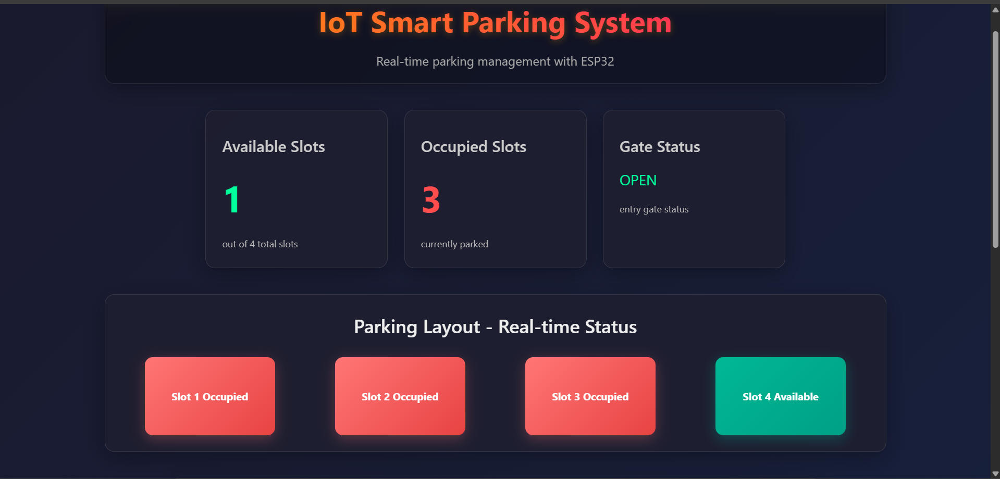 IoT Smart Parking System
Real-time parking management with ESP32
Available Slots
1
out of 4 total slots
Occupied Slots
3
currently parked
Gate Status
OPEN
entry gate status
Parking Layout - Real-time Status
Slot 1 Occupied
Slot 2 Occupied
Slot 3 Occupied
Slot 4 Available